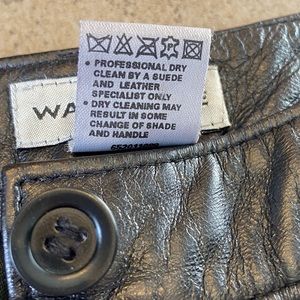 • PROFESSIONAL DRY
CLEAN BY A SUEDE
AND LEATHER
SPECIALIST ONLY
• DRY CLEANING MAY
RESULT IN SOME
CHANGE OF SHADE
AND HANDLE
WA